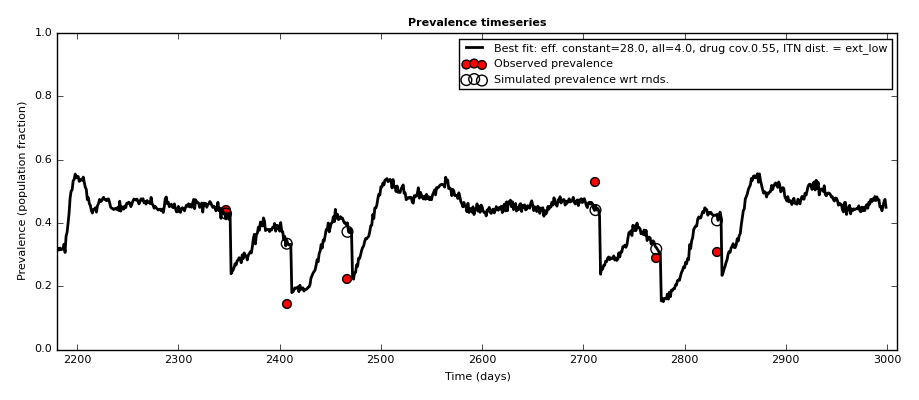 Prevalence timeseries
Best fit: eff. constant=28.0, all=4.0, drug cov.0.55, ITN dist. = ext_low
Observed prevalence
Simulated prevalence wrt rnds.
Prevalence (population fraction)
1.0
0.8
0.6
0.4
0.2
0.0
2200 2300 2400 2500 2600 2700 2800 2900 3000
Time (days)